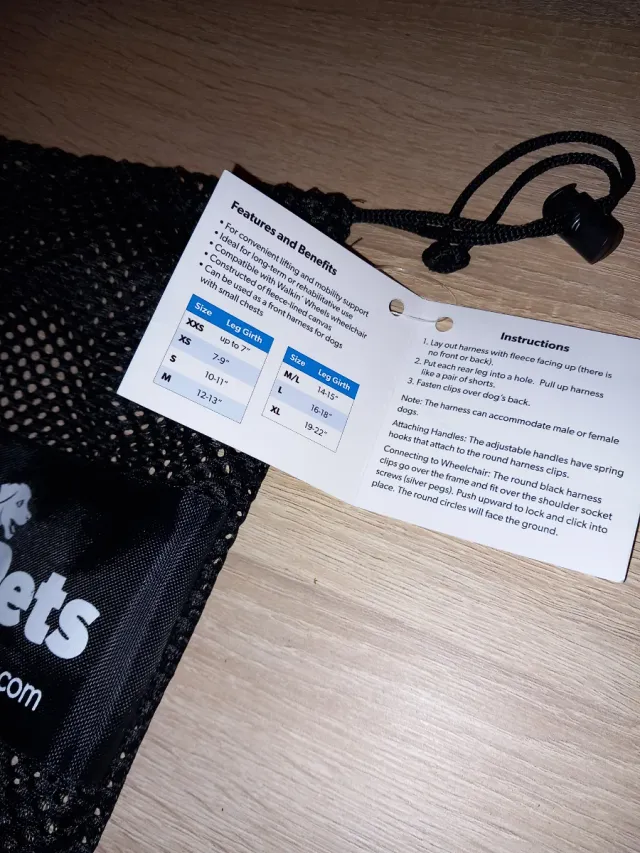 Features and Benefits
• For convenient lifting and mobility support
• Ideal for long-term or rehabilitative use
• Compatible with Walkin' Wheels wheelchair
• Constructed of fleece-lined canvas
• Can be used as a front harness for dogs
with small chests
Size Leg Girth
XXS up to 7"
XS 7-9"
S 10-11"
M 12-13"
Size Leg Girth
M/L 14-15"
L 16-18"
XL 19-22"
Instructions
1. Lay out harness with fleece facing up (there is
no front or back).
2. Put each rear leg into a hole. Pull up harness
like a pair of shorts.
3. Fasten clips over dog's back.
Note: The harness can accommodate male or female
dogs.
Attaching Handles: The adjustable handles have spring
hooks that attach to the round harness clips.
Connecting to Wheelchair: The round black harness
clips go over the frame and fit over the shoulder socket
screws (silver pegs). Push upward to lock and click into
place. The round circles will face the ground.
ets
.com